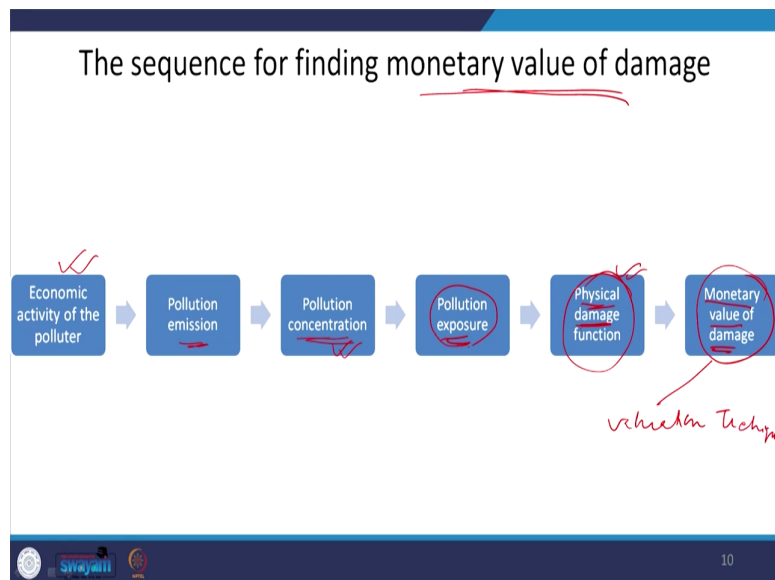 The sequence for finding monetary value of damage
Economic
activity of the
polluter
Pollution
emission
Pollution
concentration
Pollution
exposure
Physical
damage
function
Monetary
value of
damage
swayam
10